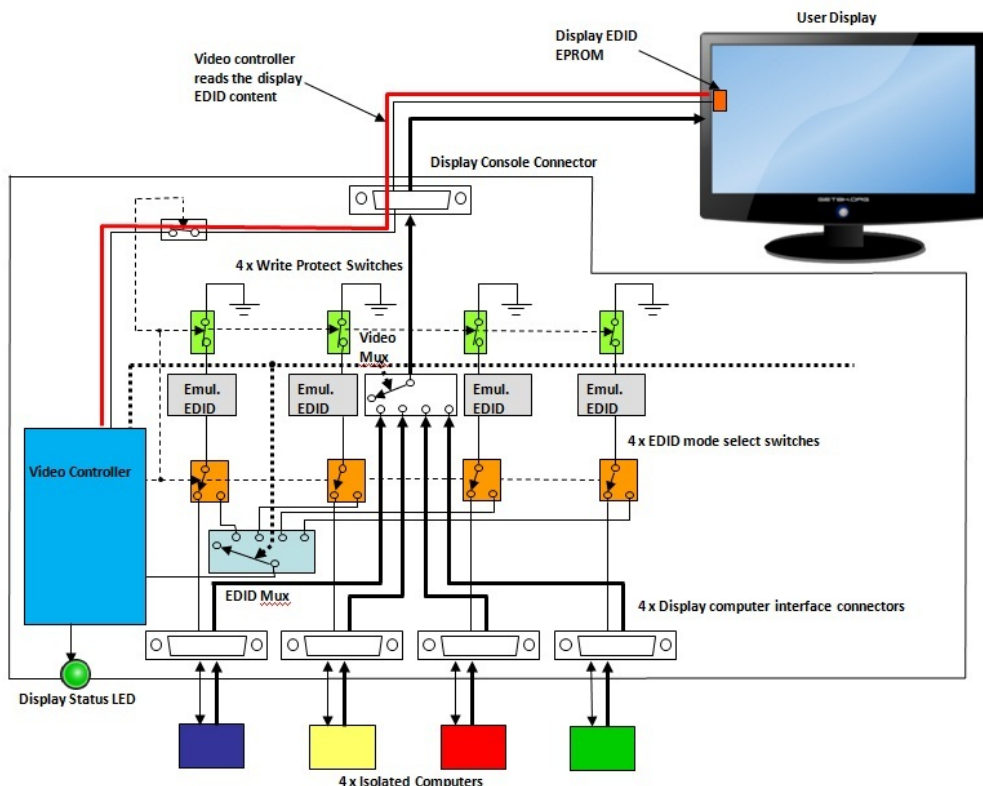 User Display
Display EDID
EPROM
Video controller
reads the display
EDID content
Display Console Connector
4 x Write Protect Switches
Video
Mux
Emul.
EDID
Emul.
EDID
Emul.
EDID
Emul.
EDID
4 x EDID mode select switches
Video Controller
EDID Mux
4 x Display computer interface connectors
Display Status LED
4 x Isolated Computers